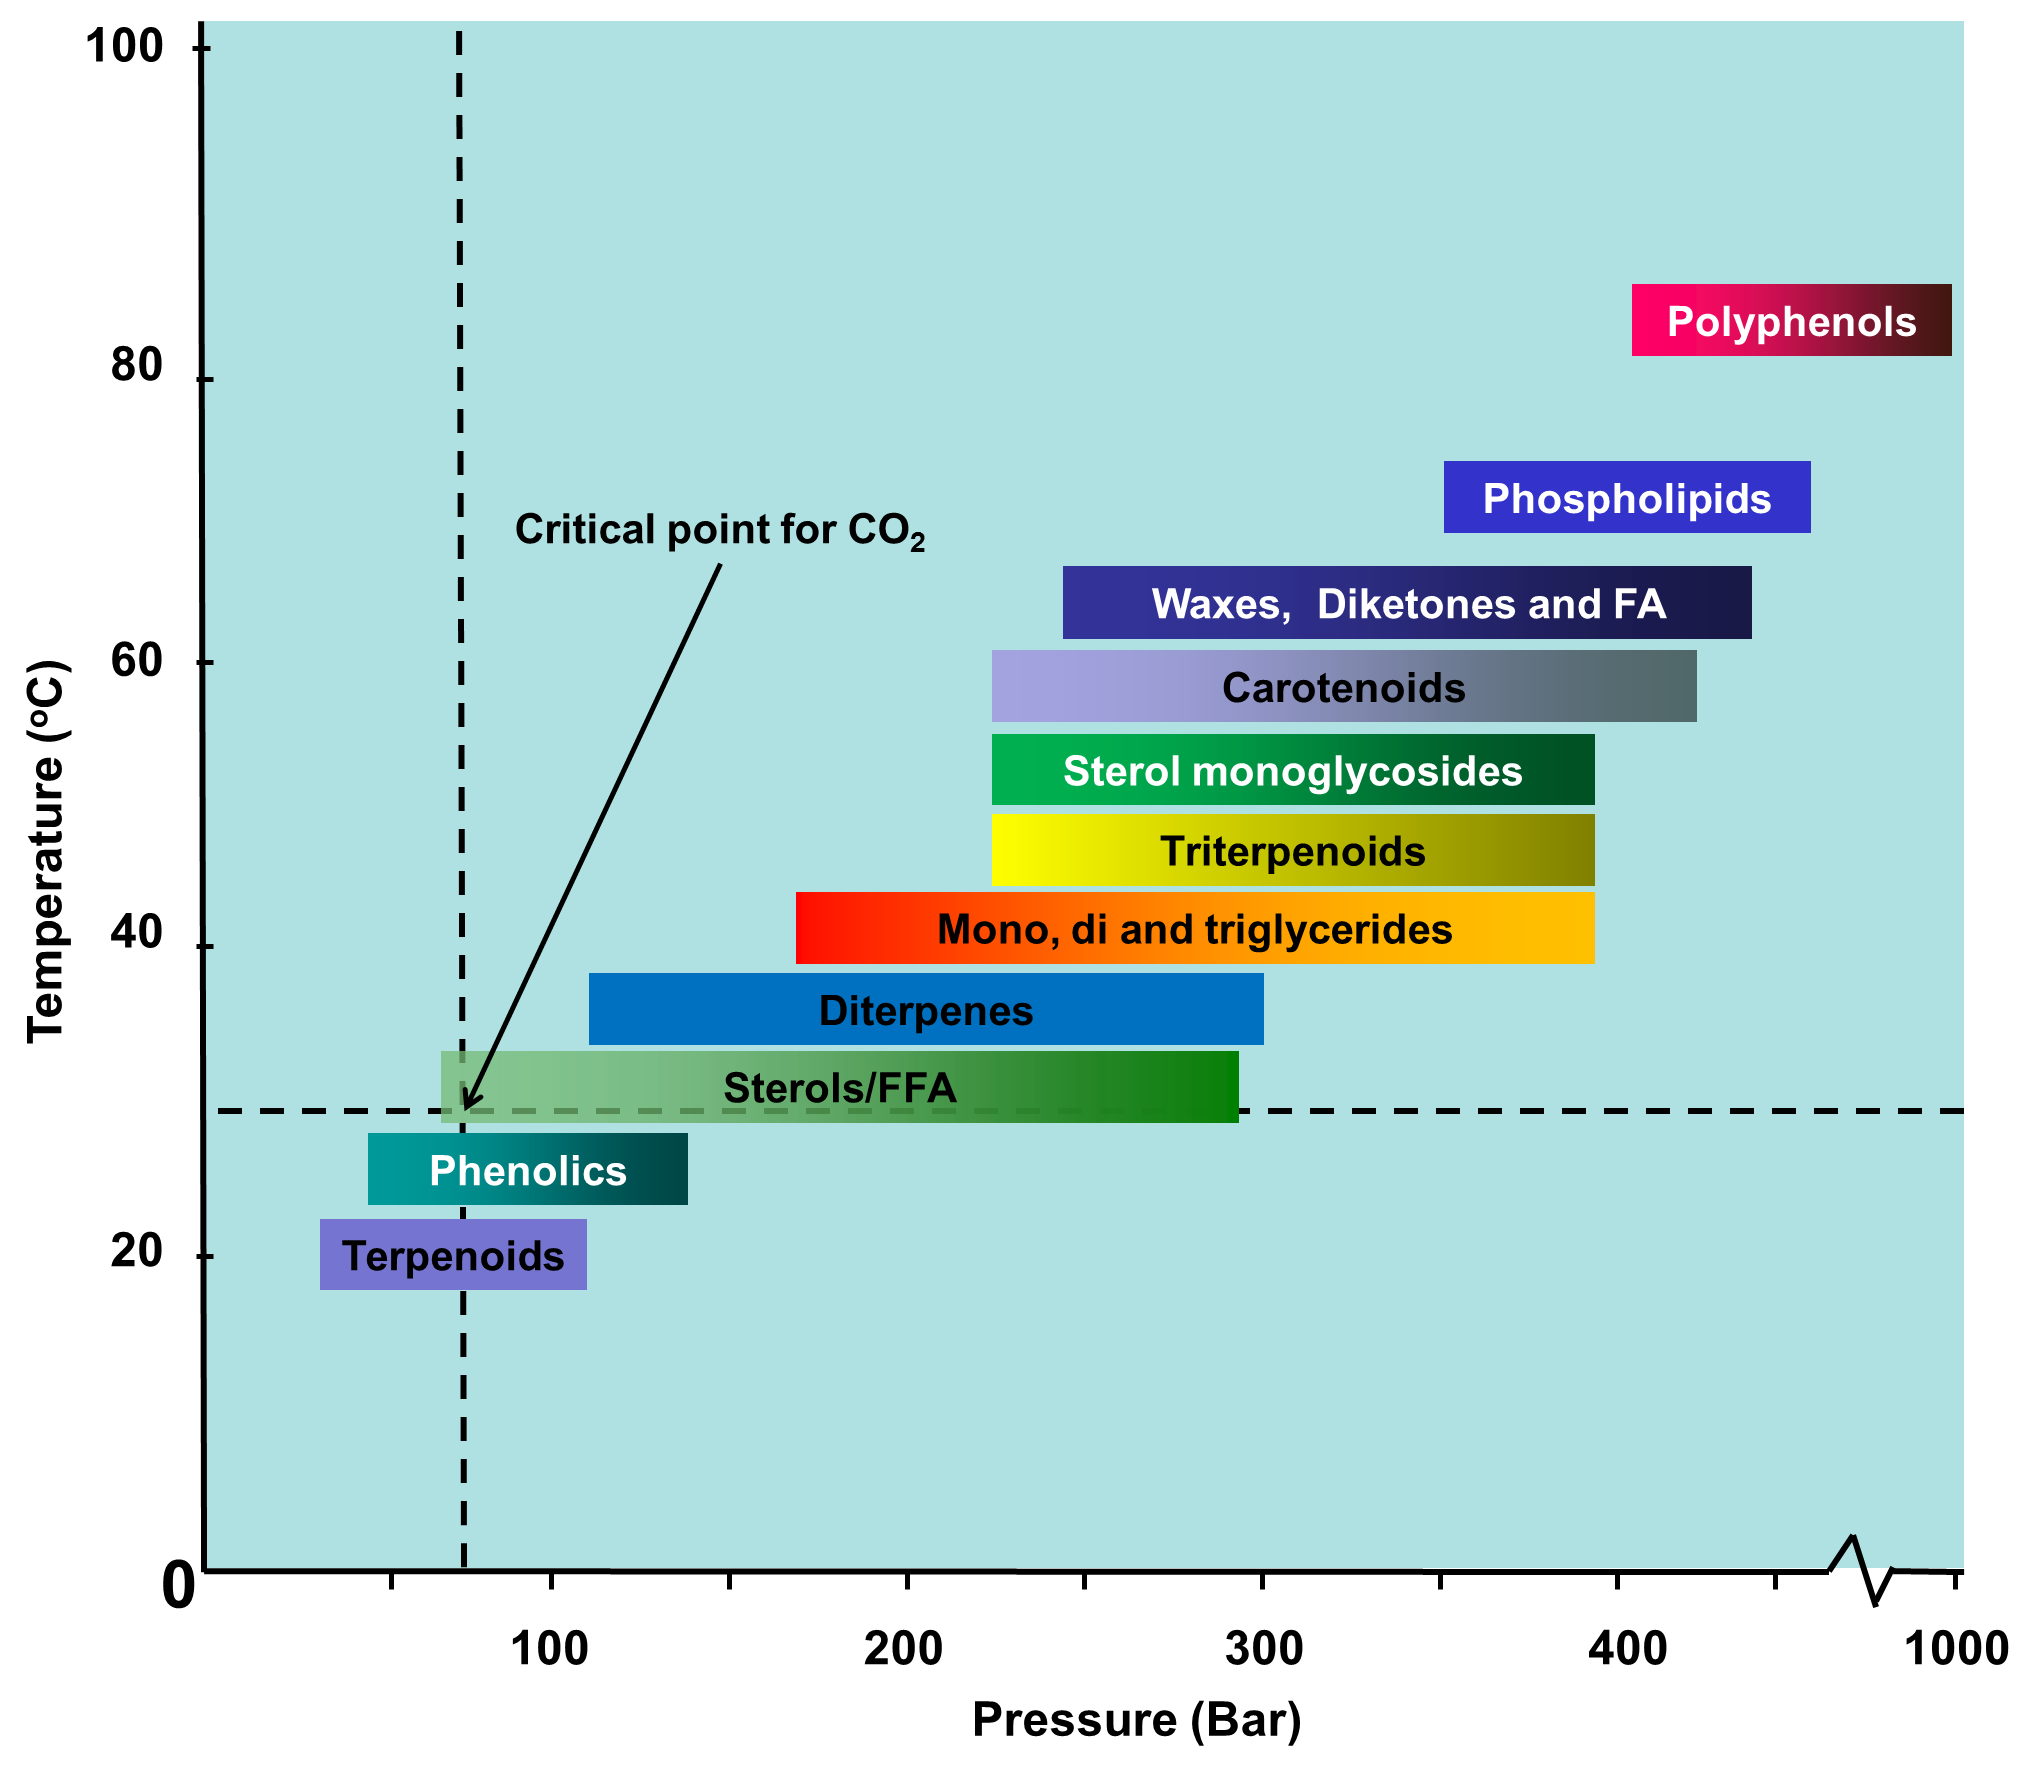 100
Polyphenols
80
Phospholipids
Critical point for CO₂
Waxes, Diketones and FA
60
Carotenoids
Temperature (ºC)
Sterol monoglycosides
Triterpenoids
40
Mono, di and triglycerides
Diterpenes
Sterols/FFA
Phenolics
20
Terpenoids
0
100 200 300 400 1000
Pressure (Bar)